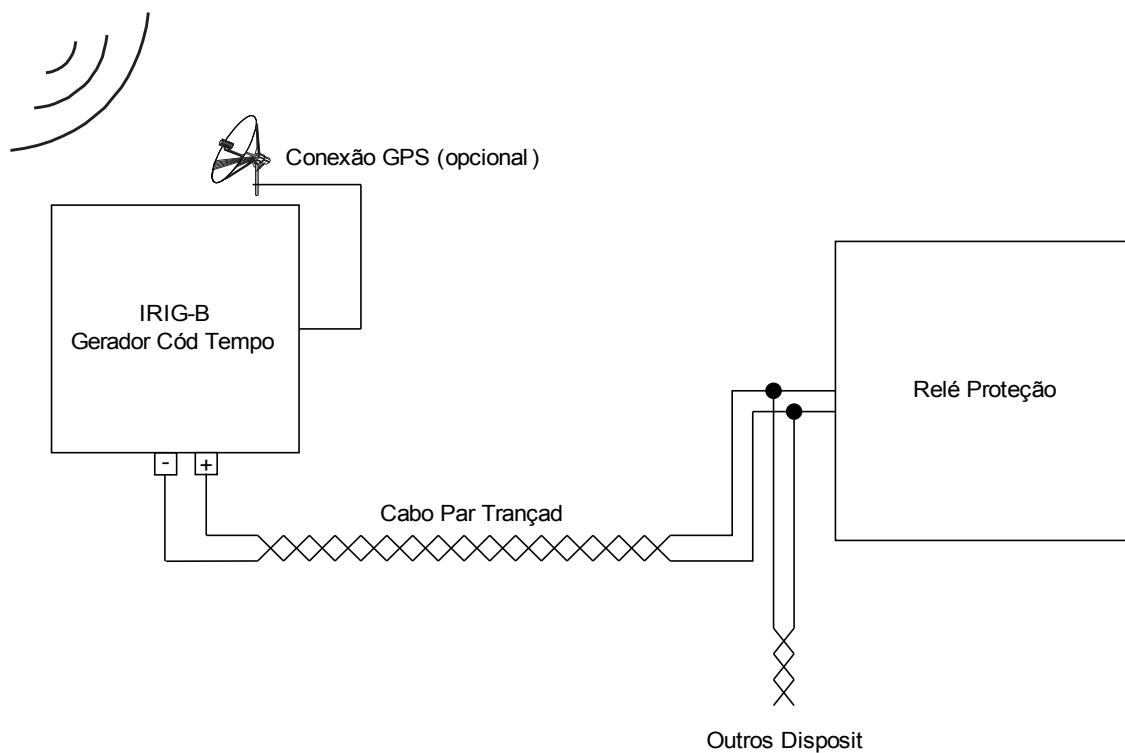 Conexão GPS (opcional)
IRIG-B
Gerador Cód Tempo
- +
Relé Proteção
Cabo Par Trançad
Outros Disposit